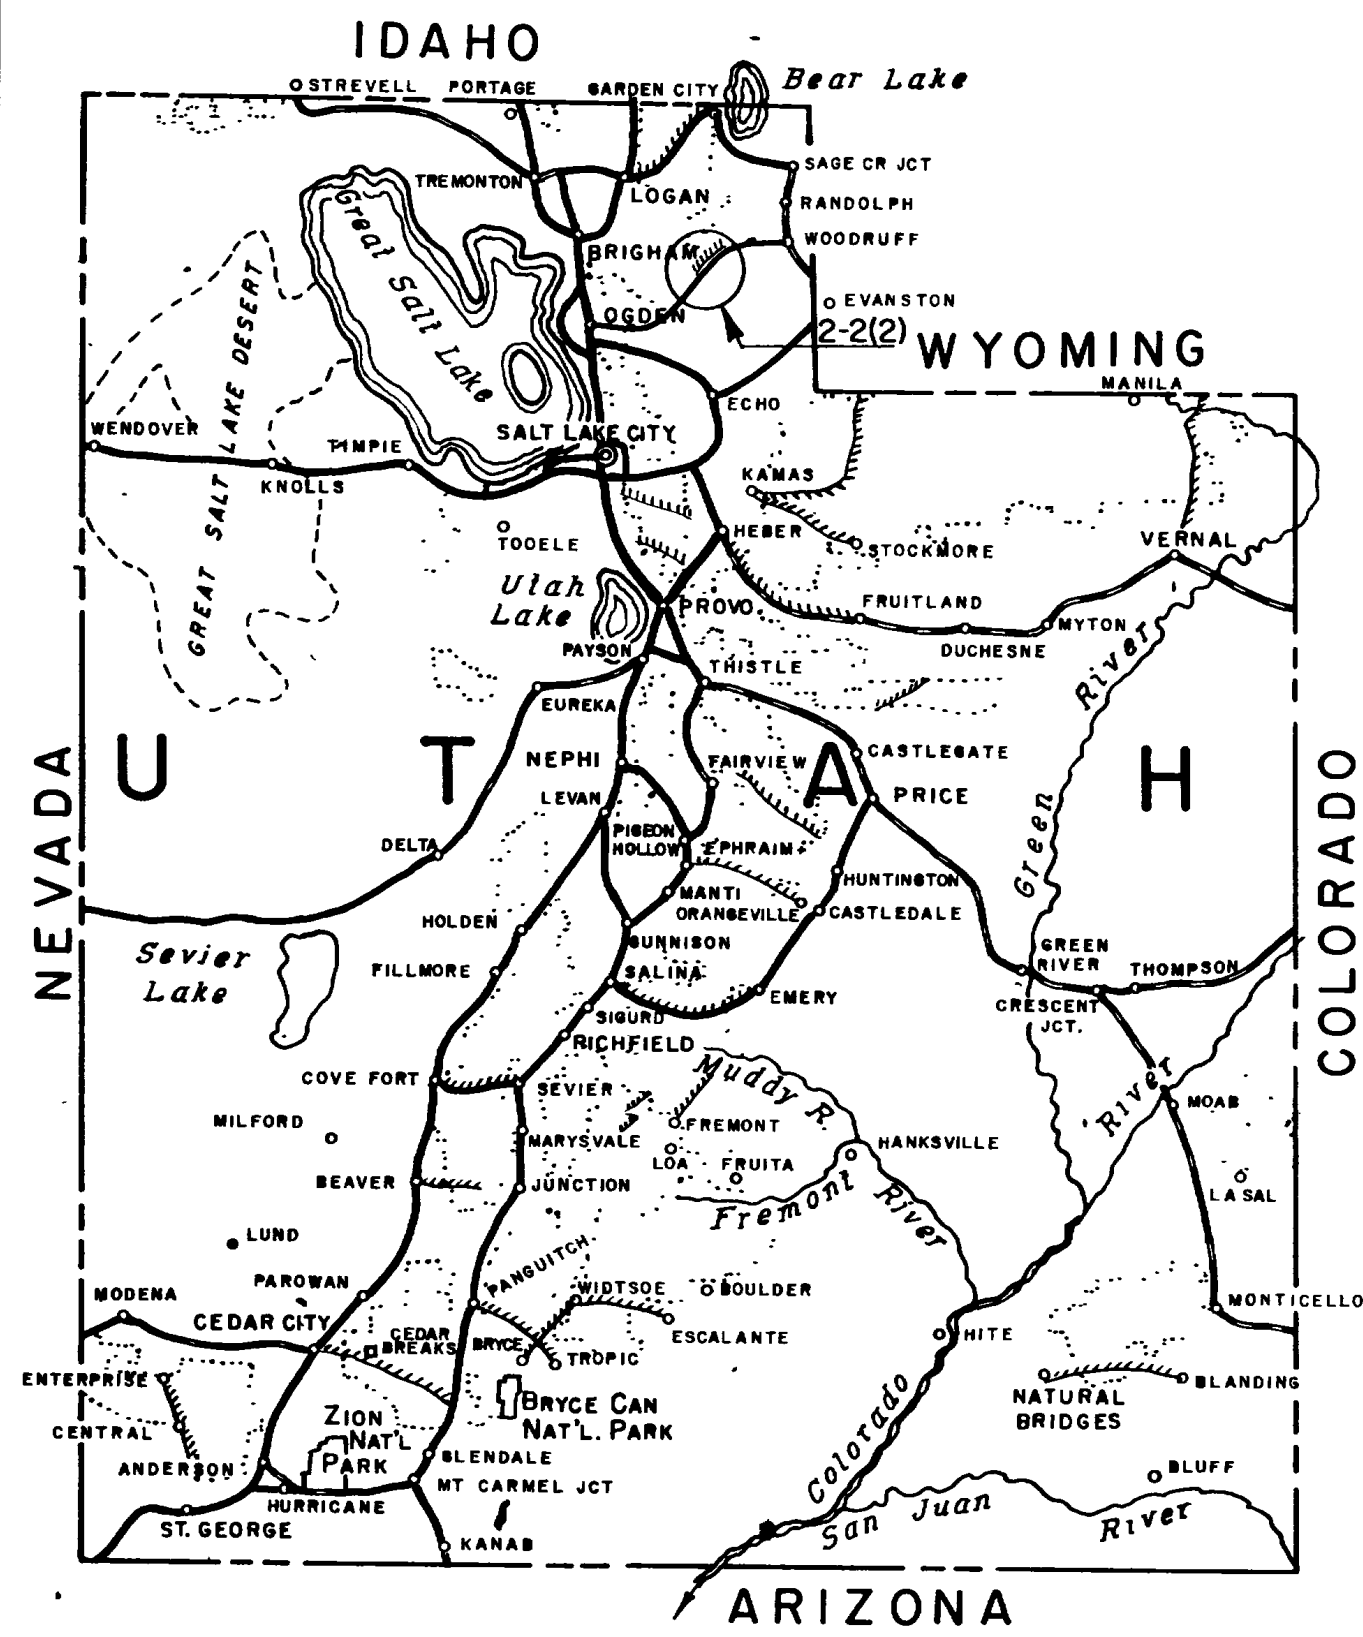 IDAHO
STREVELL
PORTAGE
GARDEN CITY
Bear Lake
SAGE CR JCT
TREMONTON
LOGAN
RANDOLPH
WOODRUFF
BRIGHAM
Great Salt Lake
EVANSTON
OGDEN
2-2(2)
WYOMING
MANILA
ECHO
WENDOVER
GREAT SALT LAKE DESERT
SALT LAKE CITY
TIMPIE
KNOLLS
KAMAS
HEBER
TOOELE
STOCKMORE
VERNAL
Utah
Lake
PROVO
FRUITLAND
MYTON
DUCHESNE
PAYSON
THISTLE
EUREKA
Green River
NEVADA
U T A H
COLORADO
NEPHI
FAIRVIEW
CASTLEGATE
LEVAN
PRICE
PIGEON
HOLLOW
EPHRAIM
DELTA
HUNTINGTON
MANTI
ORANGEVILLE
CASTLEDALE
HOLDEN
GUNNISON
GREEN
RIVER
Sevier
Lake
FILLMORE
SALINA
THOMPSON
EMERY
CRESCENT
JCT.
SIGURD
RICHFIELD
COVE FORT
SEVIER
Muddy R.
River
MOAB
MILFORD
FREMONT
MARYSVALE
HANKSVILLE
LOA
FRUITA
BEAVER
JUNCTION
LA SAL
Fremont River
LUND
PANGUITCH
PAROWAN
WIDTSOE
BOULDER
MODENA
MONTICELLO
CEDAR CITY
CEDAR
BREAKS
BRYCE
ESCALANTE
HITE
TROPIC
ENTERPRISE
BLANDING
NATURAL
BRIDGES
BRYCE CAN
NAT'L. PARK
ZION
NAT'L
PARK
CENTRAL
Colorado
GLENDALE
ANDERSON
BLUFF
MT CARMEL JCT
HURRICANE
San Juan River
ST. GEORGE
KANAB
ARIZONA